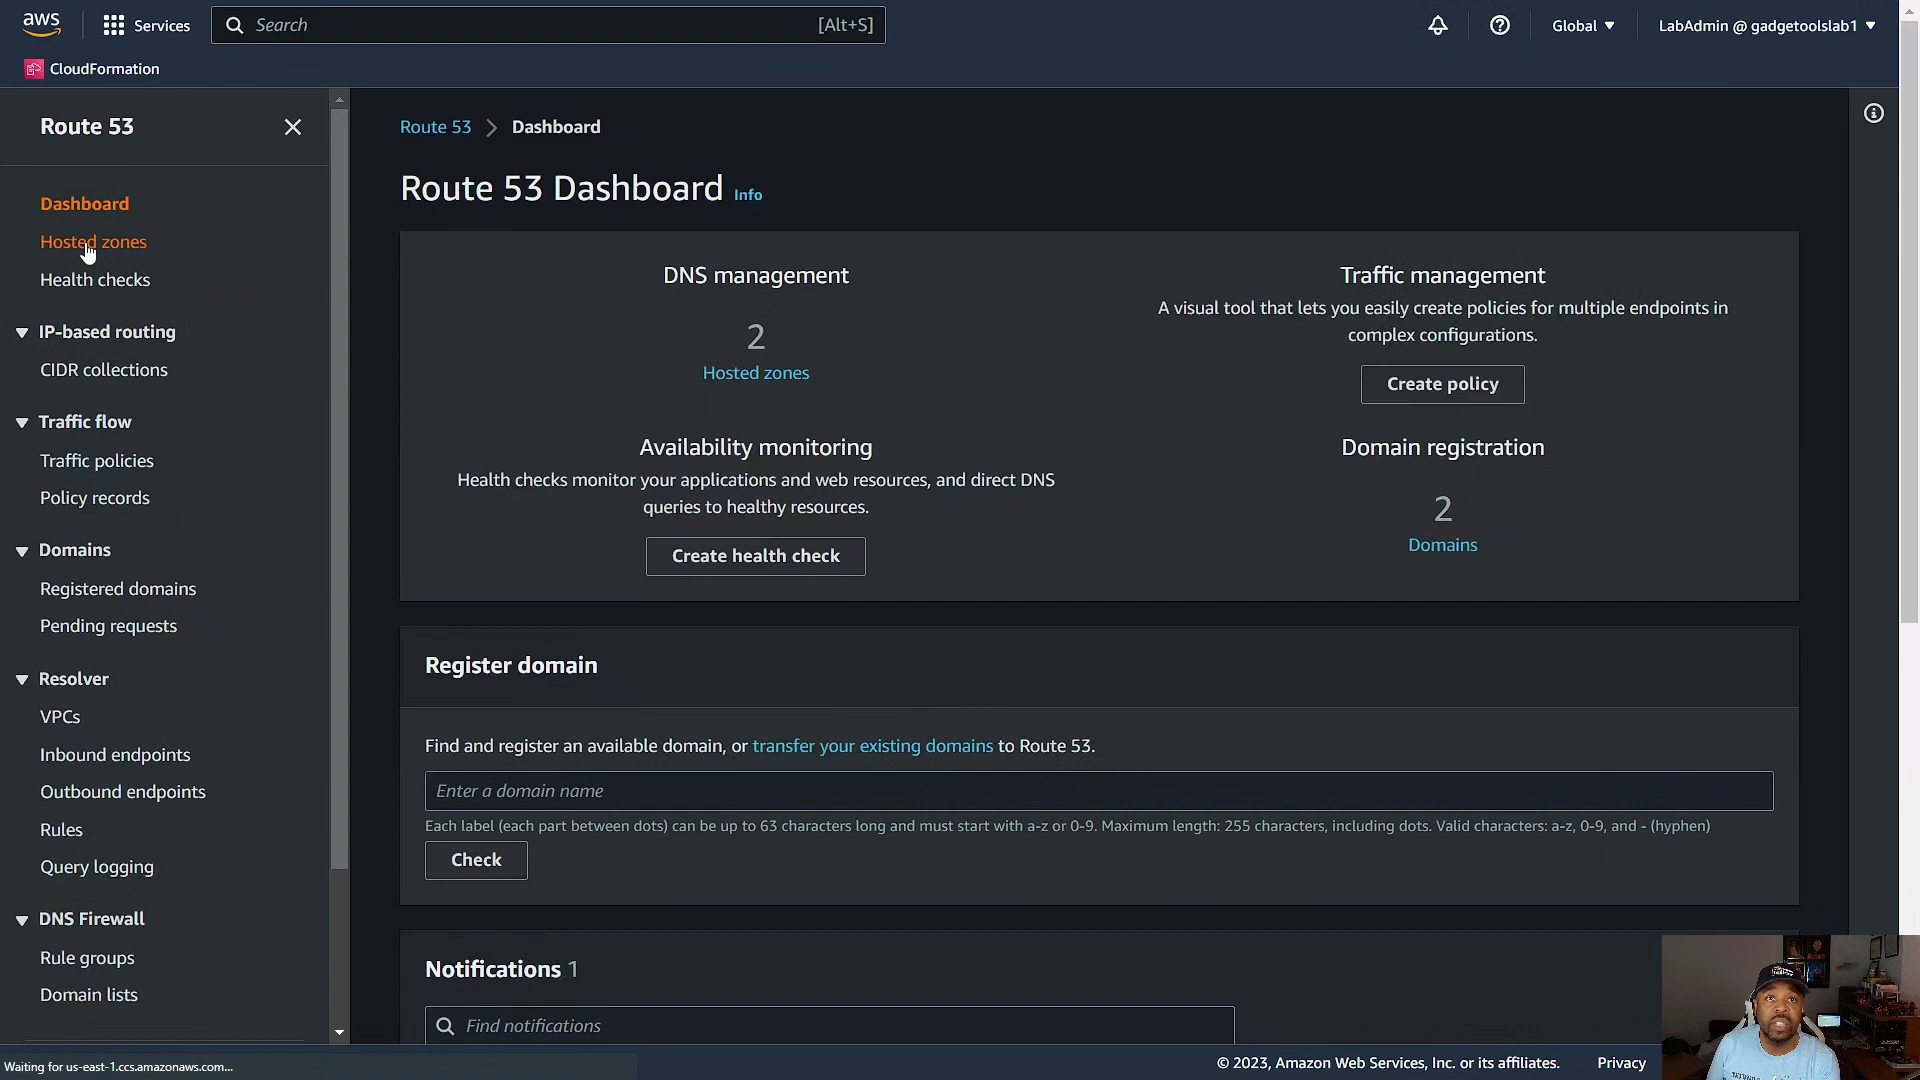 aws
Services
Search
[Alt+S]
Global
LabAdmin @ gadgetoolslab1
CloudFormation
Route 53
Dashboard
Hosted zones
Health checks
IP-based routing
CIDR collections
Traffic flow
Traffic policies
Policy records
Domains
Registered domains
Pending requests
Resolver
VPCs
Inbound endpoints
Outbound endpoints
Rules
Query logging
DNS Firewall
Rule groups
Domain lists
Route 53
Dashboard
Route 53 Dashboard Info
DNS management
2
Hosted zones
Traffic management
A visual tool that lets you easily create policies for multiple endpoints in
complex configurations.
Create policy
Availability monitoring
Health checks monitor your applications and web resources, and direct DNS
queries to healthy resources.
Create health check
Domain registration
2
Domains
Register domain
Find and register an available domain, or transfer your existing domains to Route 53.
Enter a domain name
Each label (each part between dots) can be up to 63 characters long and must start with a-z or 0-9. Maximum length: 255 characters, including dots. Valid characters: a-z, 0-9, and - (hyphen)
Check
Notifications 1
Find notifications
Waiting for us-east-1.ccs.amazonaws.com...
© 2023, Amazon Web Services, Inc. or its affiliates.
Privacy